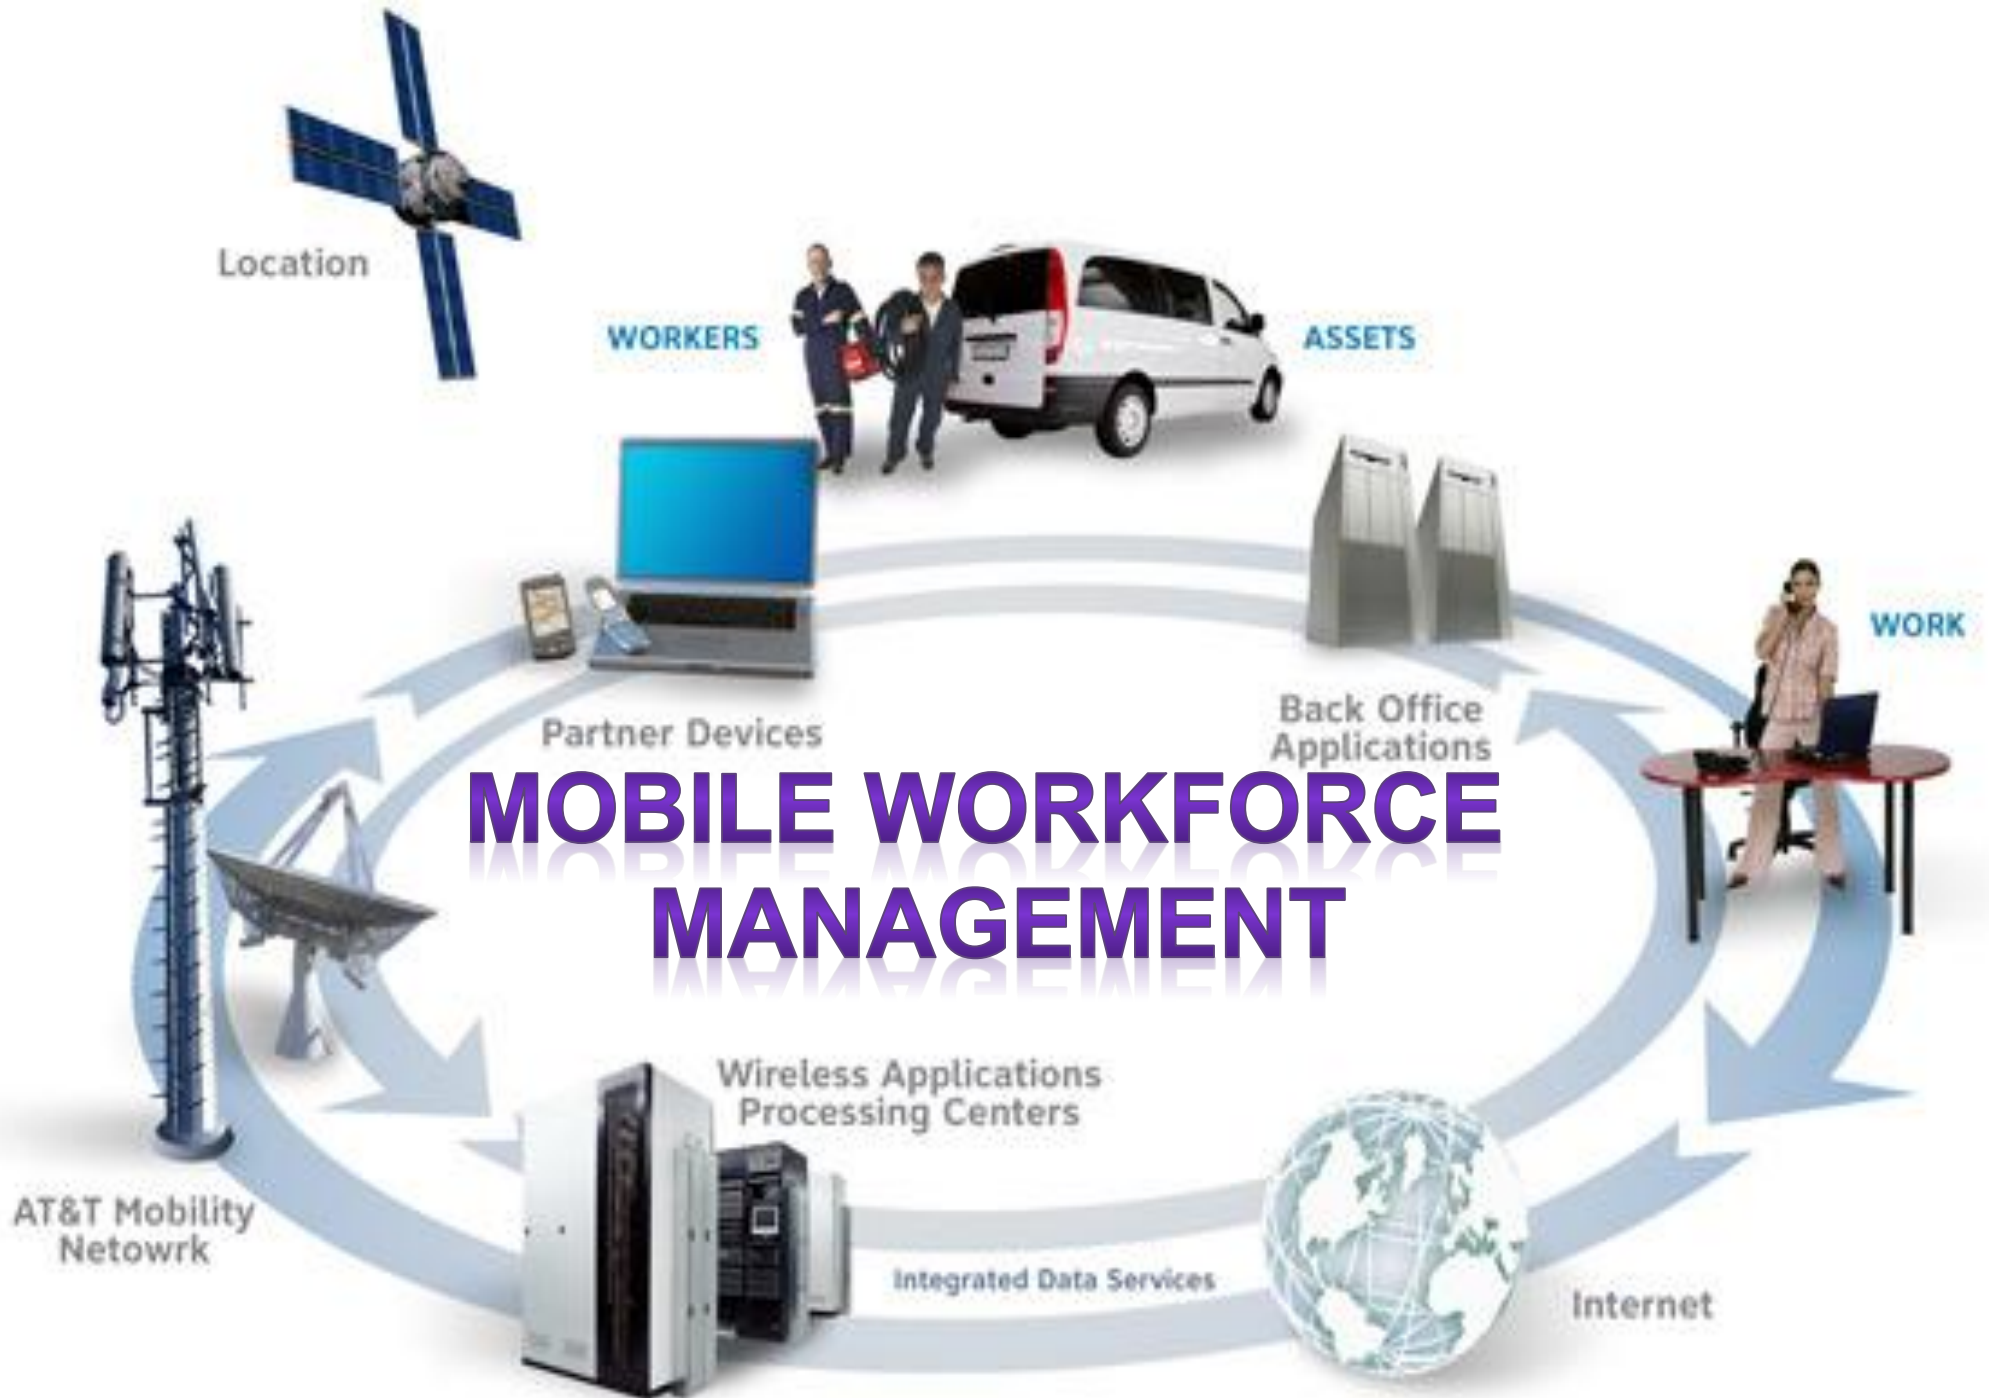 Location
WORKERS
ASSETS
WORK
Partner Devices
Back Office
Applications
MOBILE WORKFORCE
MANAGEMENT
Wireless Applications
Processing Centers
AT&T Mobility
Netowrk
Integrated Data Services
Internet